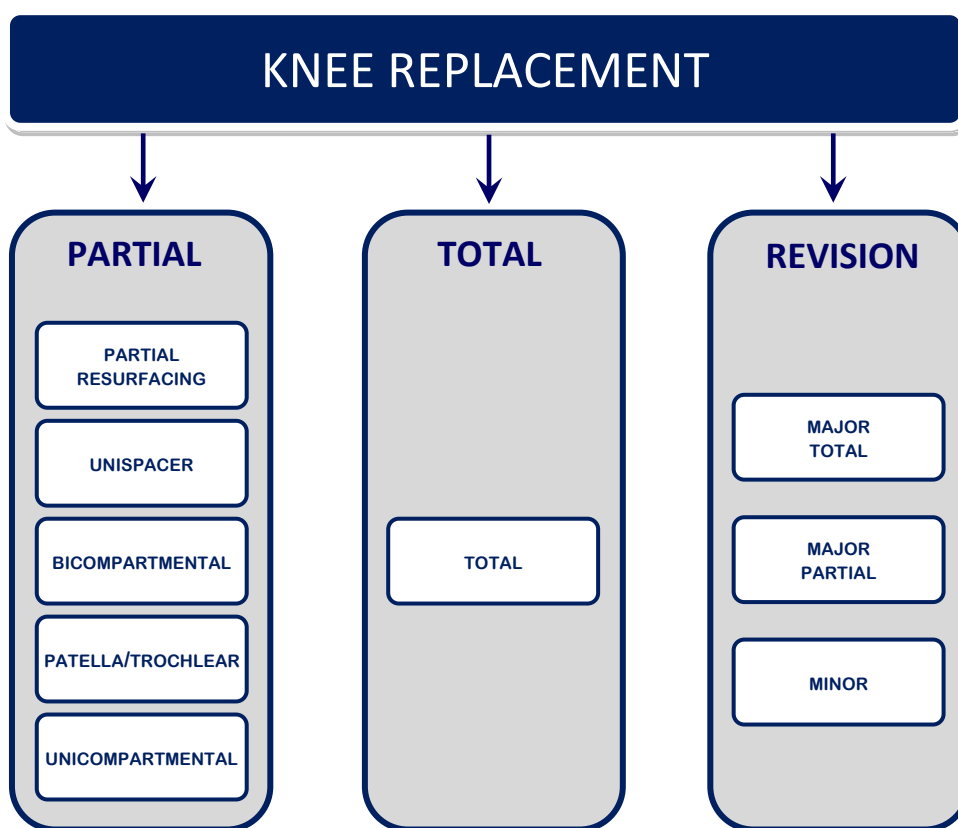 KNEE REPLACEMENT
PARTIAL
PARTIAL
RESURFACING
UNISPACER
BICOMPARTMENTAL
PATELLA/TROCHLEAR
UNICOMPARTMENTAL
TOTAL
TOTAL
REVISION
MAJOR
TOTAL
MAJOR
PARTIAL
MINOR